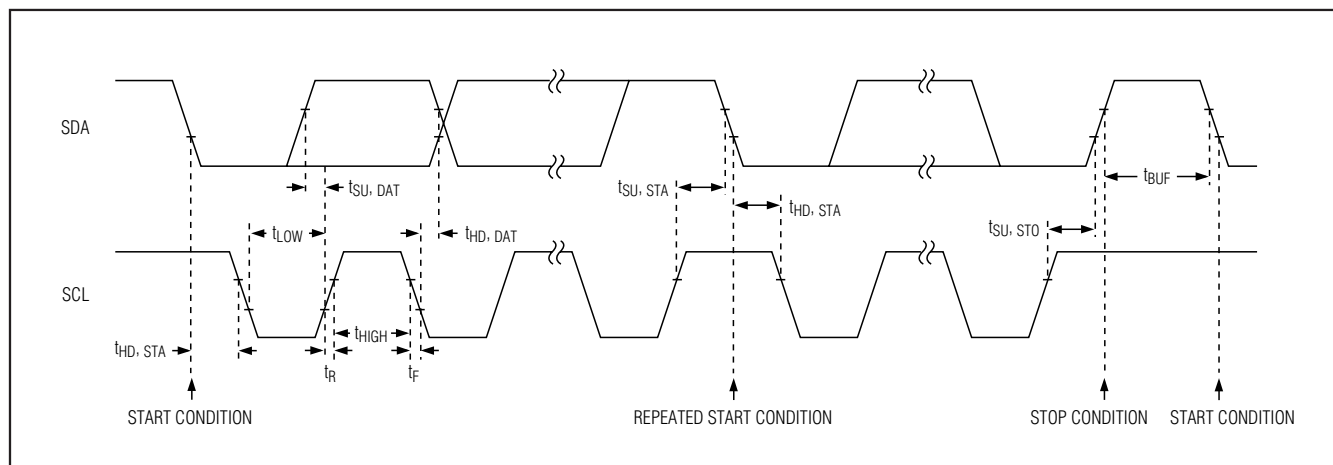 SDA
tSU, DAT
tSU, STA
tHD, STA
tBUF
tLOW
tHD, DAT
tSU, STO
SCL
tHIGH
tHD, STA
tR
tF
START CONDITION
REPEATED START CONDITION
STOP CONDITION
START CONDITION